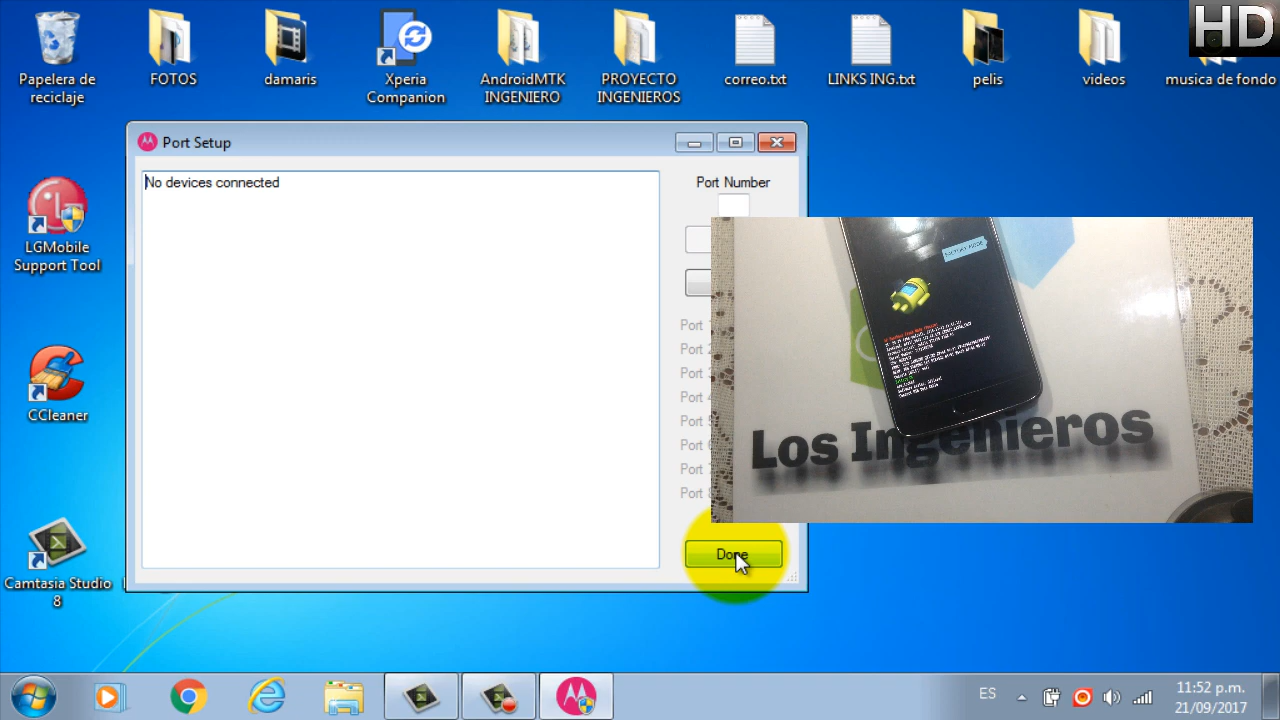 HD
Papelera de
reciclaje
FOTOS
damaris
Xperia
Companion
AndroidMTK
INGENIERO
PROYECTO
INGENIEROS
correo.txt
LINKS ING.txt
pelis
videos
musica de fondo
Port Setup
No devices connected
Port Number
Port
Port
Port
Port
Port
Port
Port
Port
Done
LGMobile
Support Tool
CCleaner
Camtasia Studio
8
FACTORY MODE
Los Ingenieros
ES
11:52 p.m.
21/09/2017